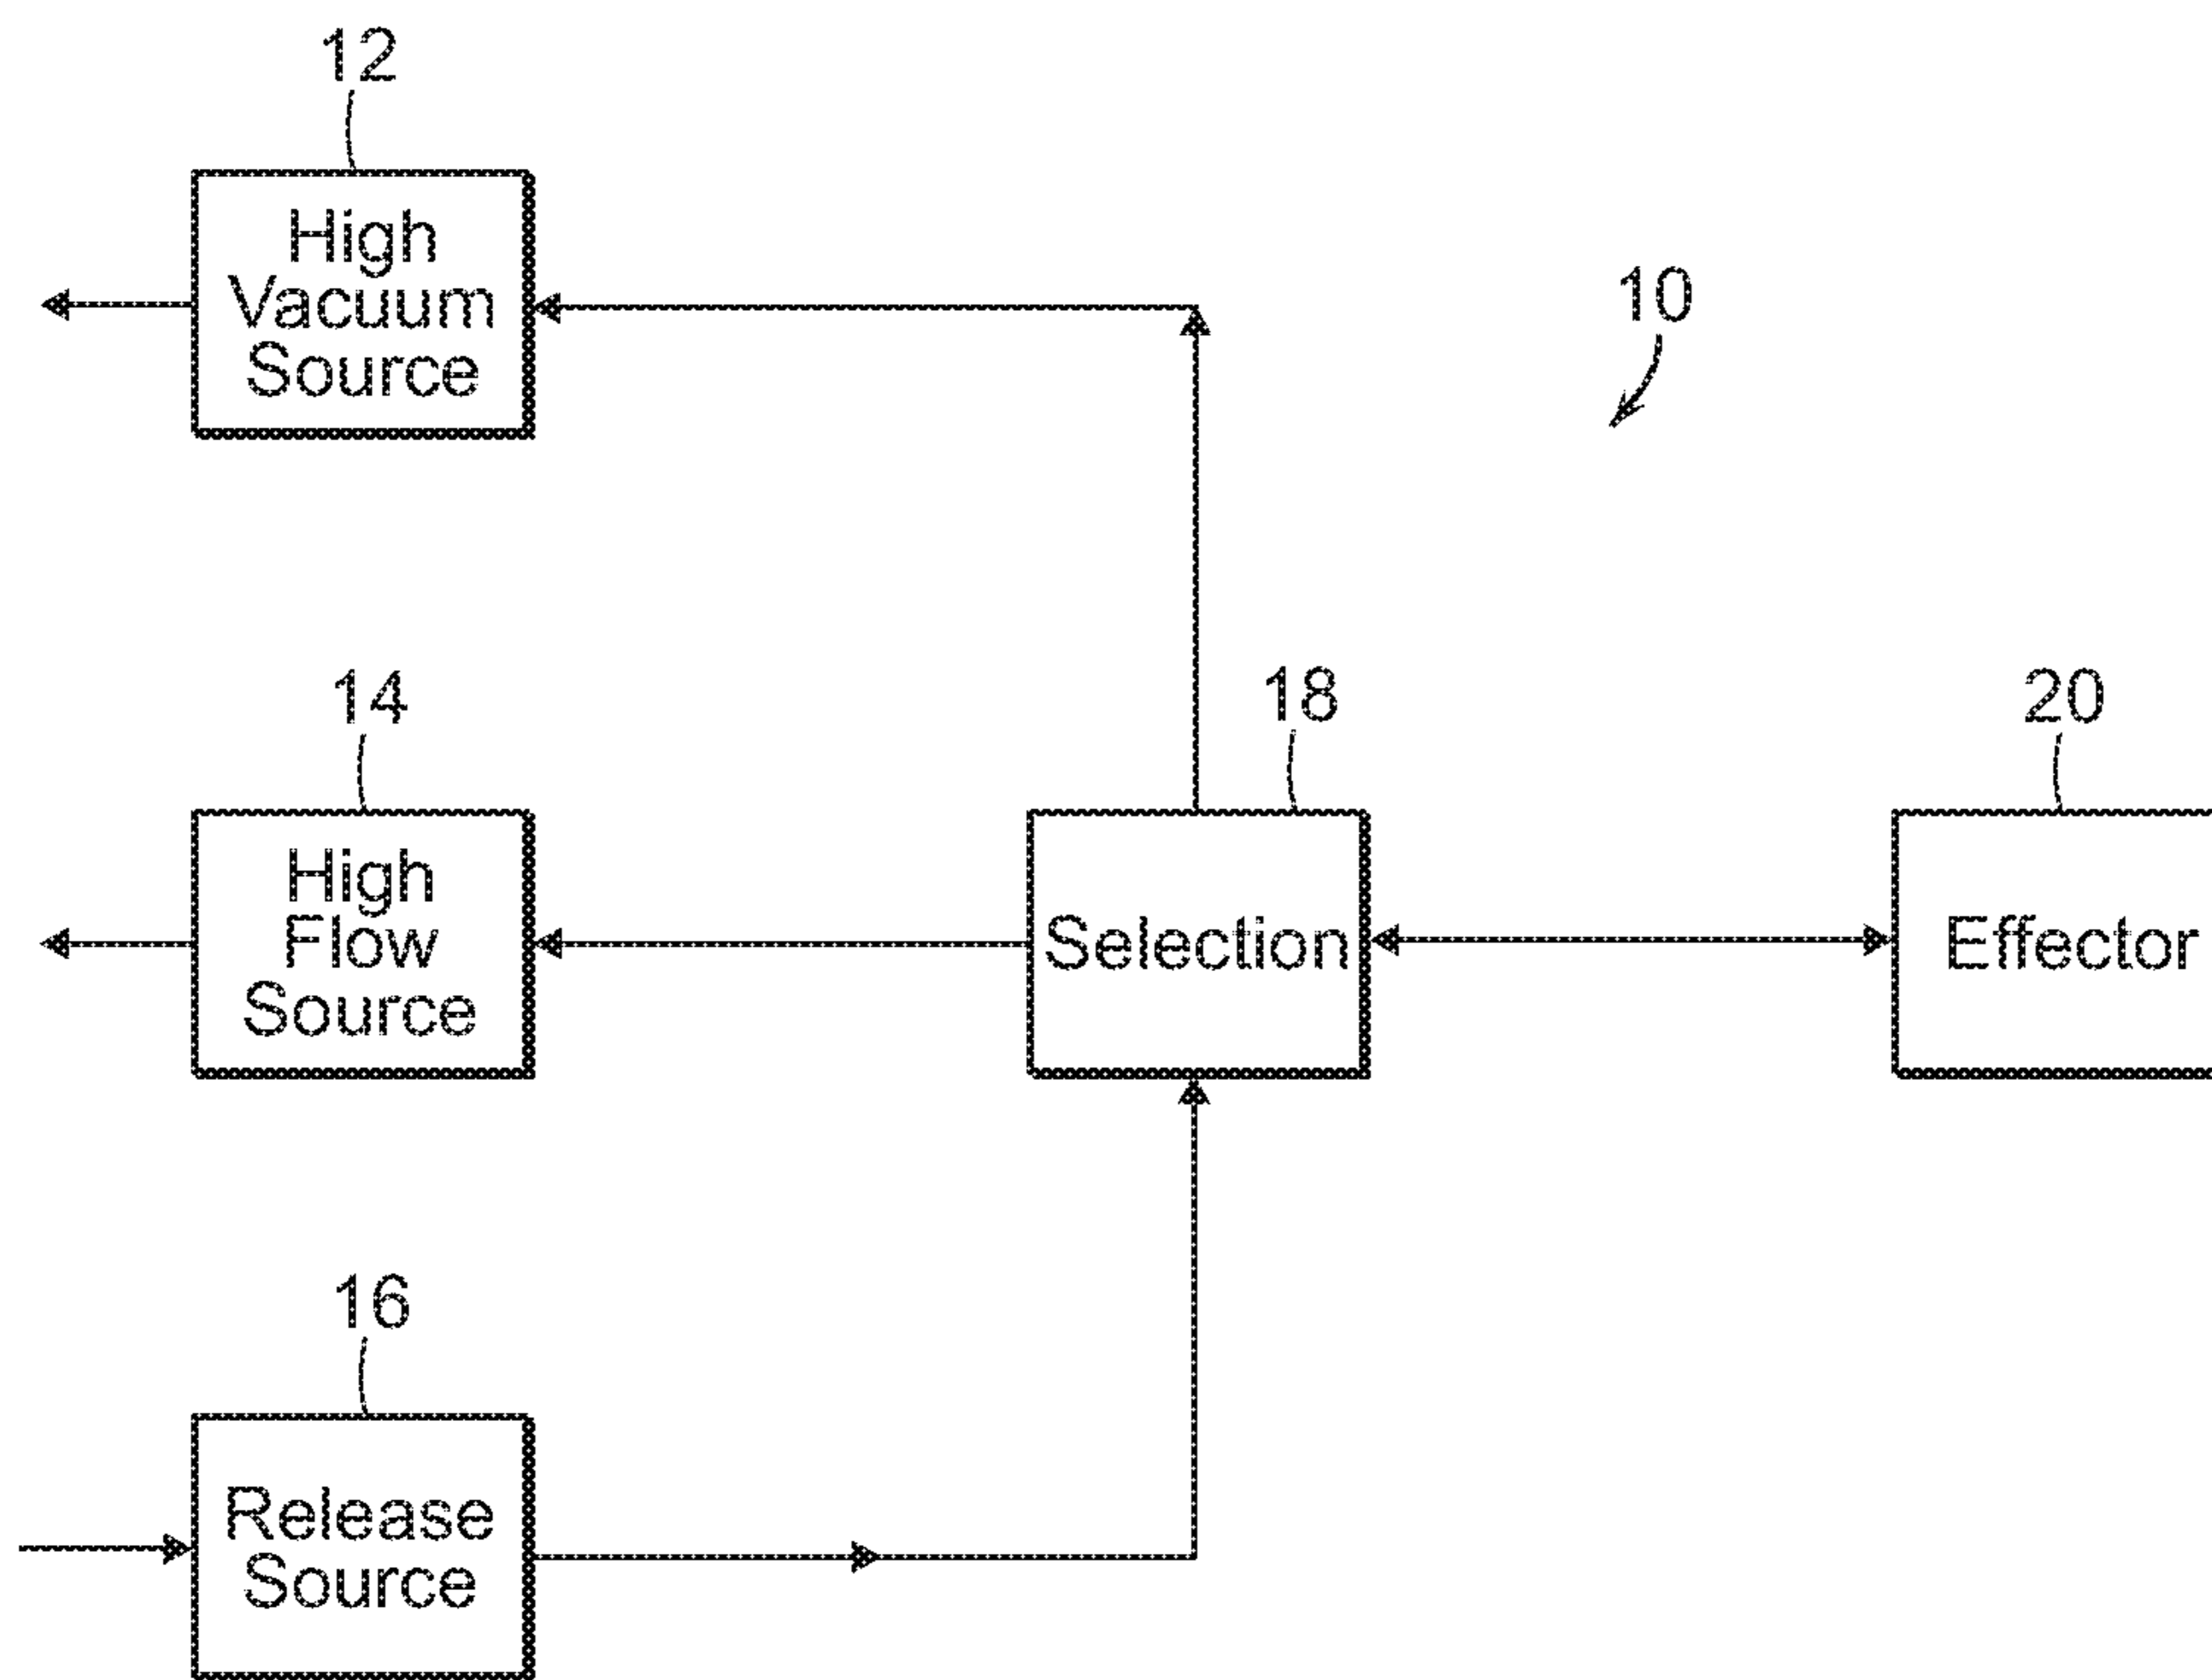 12
High
Vacuum
Source
10
14
High
Flow
Source
18
Selection
20
Effector
16
Release
Source